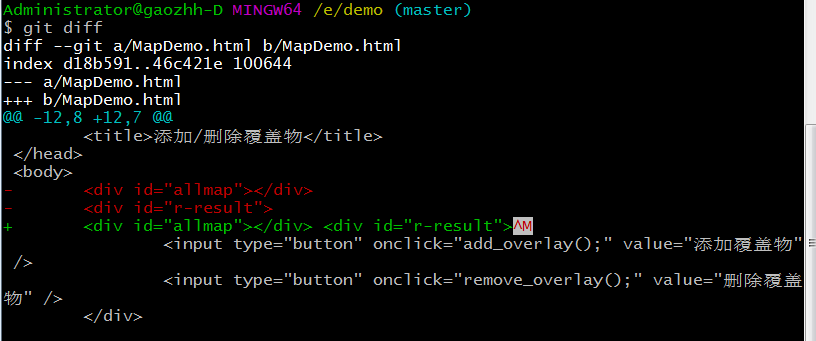 Administrator@gaozhh-D MINGW64 /e/demo (master)
$ git diff
diff --git a/MapDemo.html b/MapDemo.html
index d18b591..46c421e 100644
--- a/MapDemo.html
+++ b/MapDemo.html
@@ -12,8 +12,7 @@
        <title>添加/删除覆盖物</title>
 </head>
 <body>
-       <div id="allmap"></div>
-       <div id="r-result">
+       <div id="allmap"></div> <div id="r-result">^M
                <input type="button" onclick="add_overlay();" value="添加覆盖物"
 />
                <input type="button" onclick="remove_overlay();" value="删除覆盖
物" />
        </div>